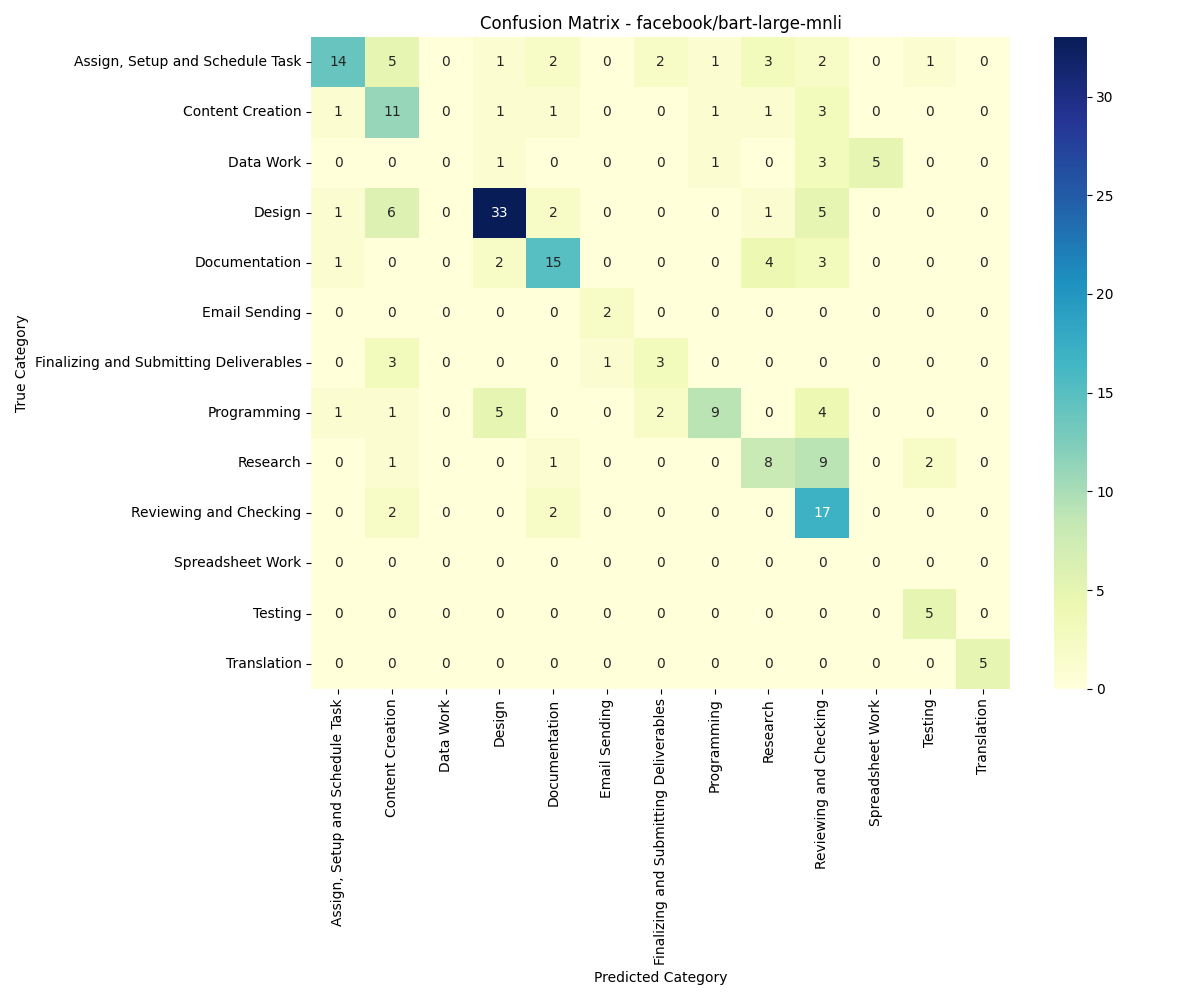 Confusion Matrix - facebook/bart-large-mnli
True Category
Assign, Setup and Schedule Task 14 5 0 1 2 0 2 1 3 2 0 1 0
Content Creation 1 11 0 1 1 0 0 1 1 3 0 0 0
Data Work 0 0 0 1 0 0 0 1 0 3 5 0 0
Design 1 6 0 33 2 0 0 0 1 5 0 0 0
Documentation 1 0 0 2 15 0 0 0 4 3 0 0 0
Email Sending 0 0 0 0 0 2 0 0 0 0 0 0 0
Finalizing and Submitting Deliverables 0 3 0 0 0 1 3 0 0 0 0 0 0
Programming 1 1 0 5 0 0 2 9 0 4 0 0 0
Research 0 1 0 0 1 0 0 0 8 9 0 2 0
Reviewing and Checking 0 2 0 0 2 0 0 0 0 17 0 0 0
Spreadsheet Work 0 0 0 0 0 0 0 0 0 0 0 0 0
Testing 0 0 0 0 0 0 0 0 0 0 0 5 0
Translation 0 0 0 0 0 0 0 0 0 0 0 0 5
Assign, Setup and Schedule Task
Content Creation
Data Work
Design
Documentation
Email Sending
Finalizing and Submitting Deliverables
Programming
Research
Reviewing and Checking
Spreadsheet Work
Testing
Translation
Predicted Category
30
25
20
15
10
5
0